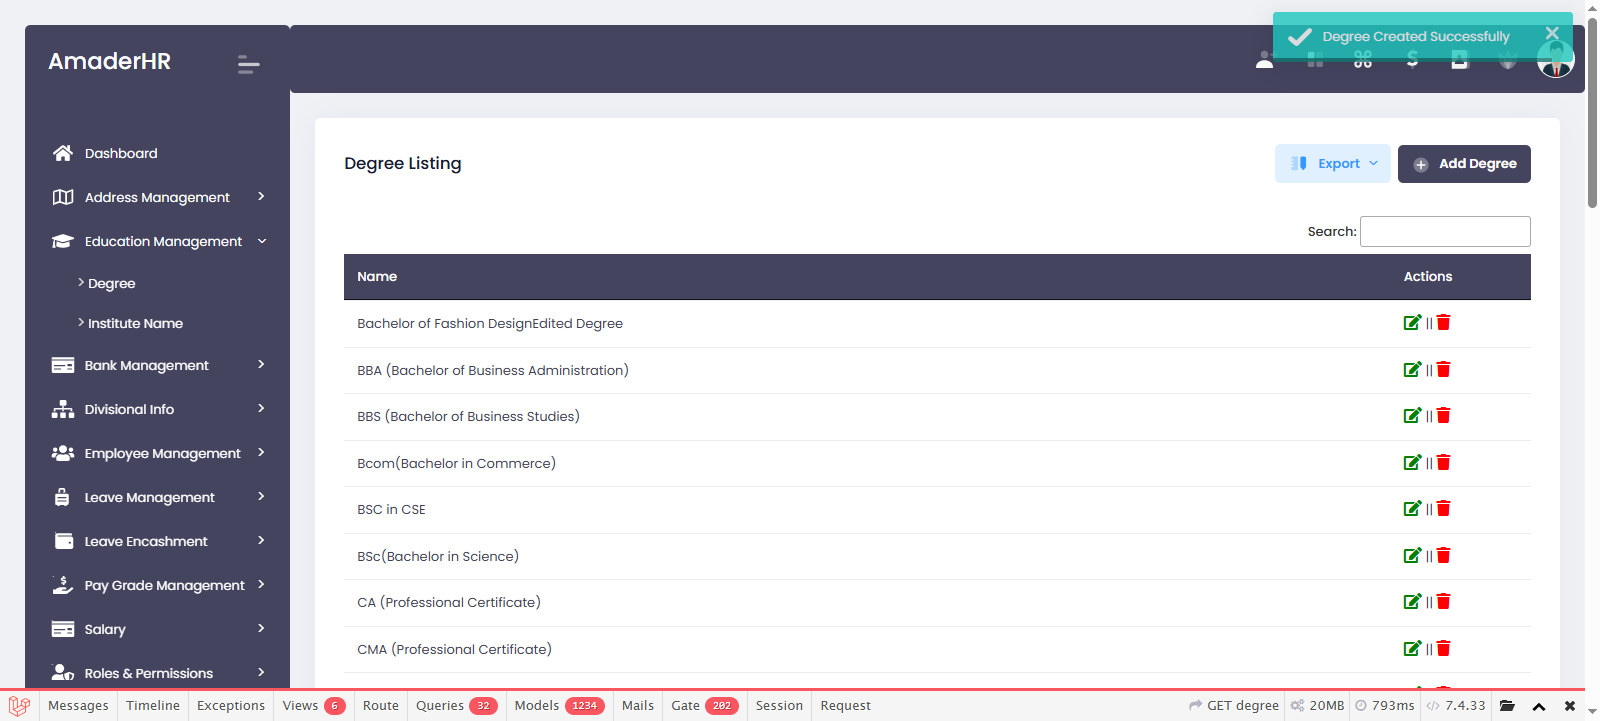 AmaderHR
Degree Created Successfully
Dashboard
Address Management
Education Management
Degree
Institute Name
Bank Management
Divisional Info
Employee Management
Leave Management
Leave Encashment
Pay Grade Management
Salary
Roles & Permissions
Degree Listing
Export
Add Degree
Search:
Name Actions
Bachelor of Fashion DesignEdited Degree ||
BBA (Bachelor of Business Administration) ||
BBS (Bachelor of Business Studies) ||
Bcom(Bachelor in Commerce) ||
BSC in CSE ||
BSc(Bachelor in Science) ||
CA (Professional Certificate) ||
CMA (Professional Certificate) ||
Messages Timeline Exceptions Views 6 Route Queries 32 Models 1234 Mails Gate 202 Session Request GET degree 20MB 793ms 7.4.33